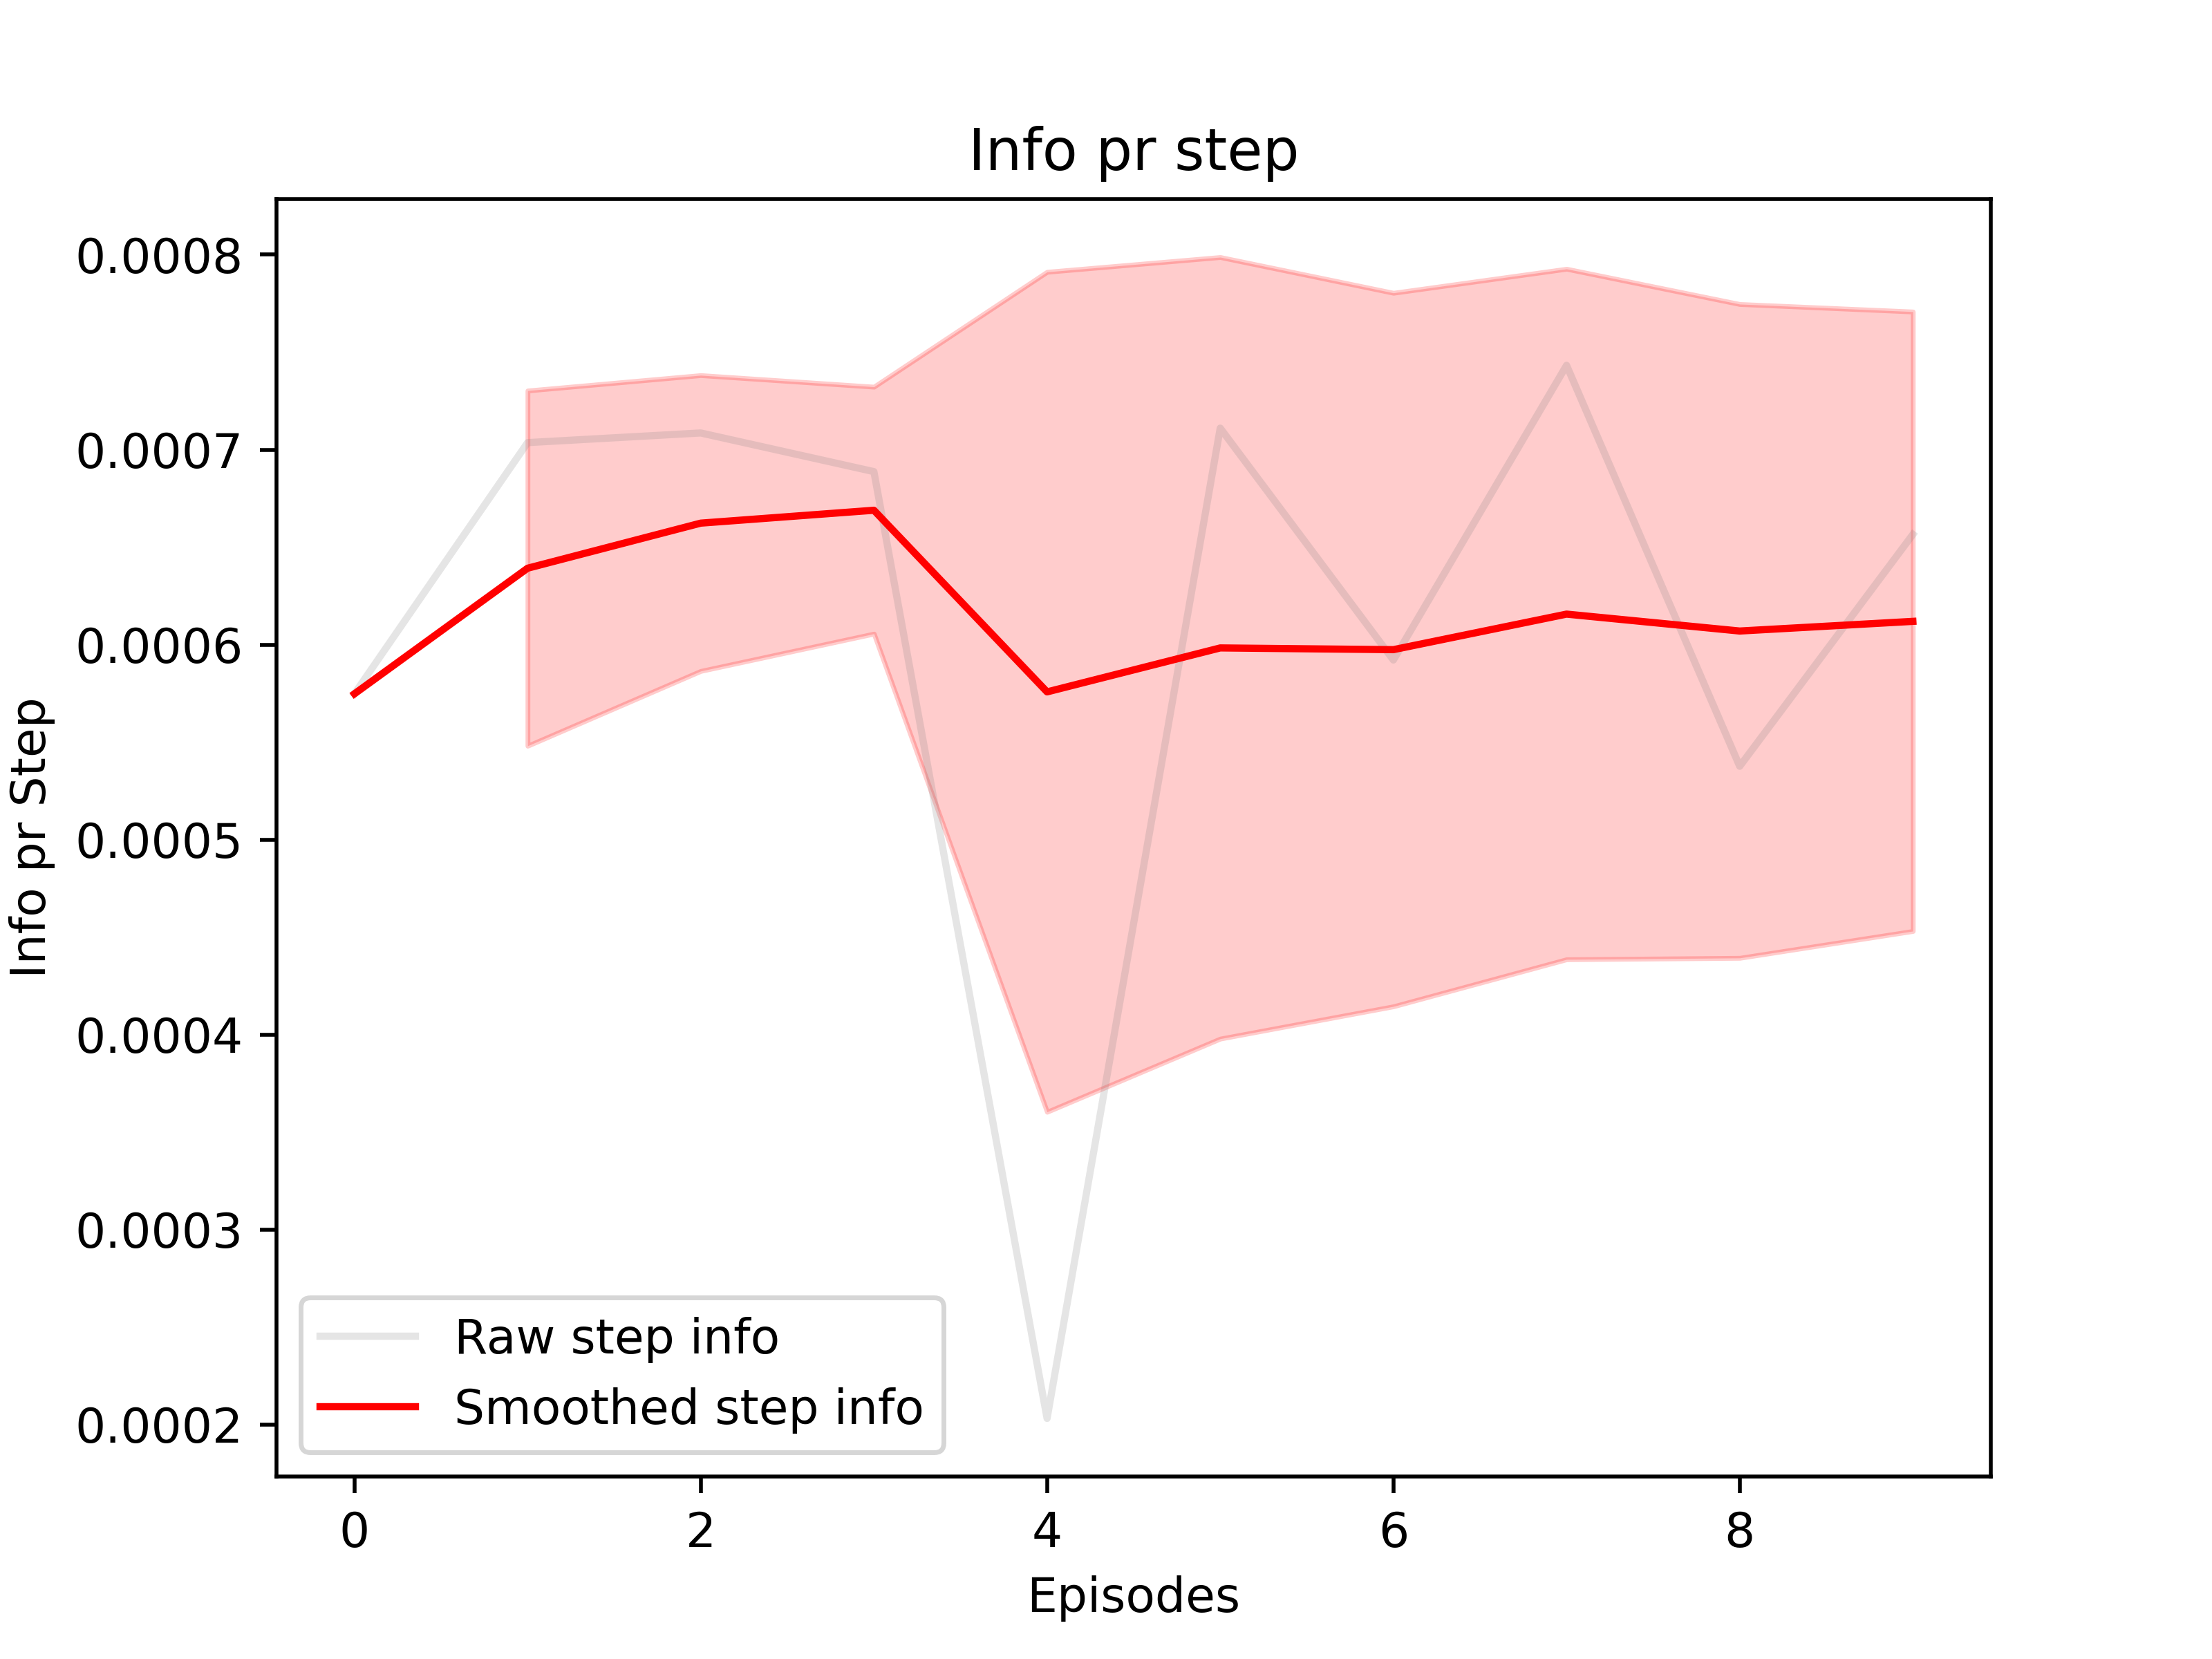 Info pr step
0.0008
0.0007
0.0006
0.0005
0.0004
0.0003
0.0002
Info pr Step
Raw step info
Smoothed step info
0 2 4 6 8
Episodes